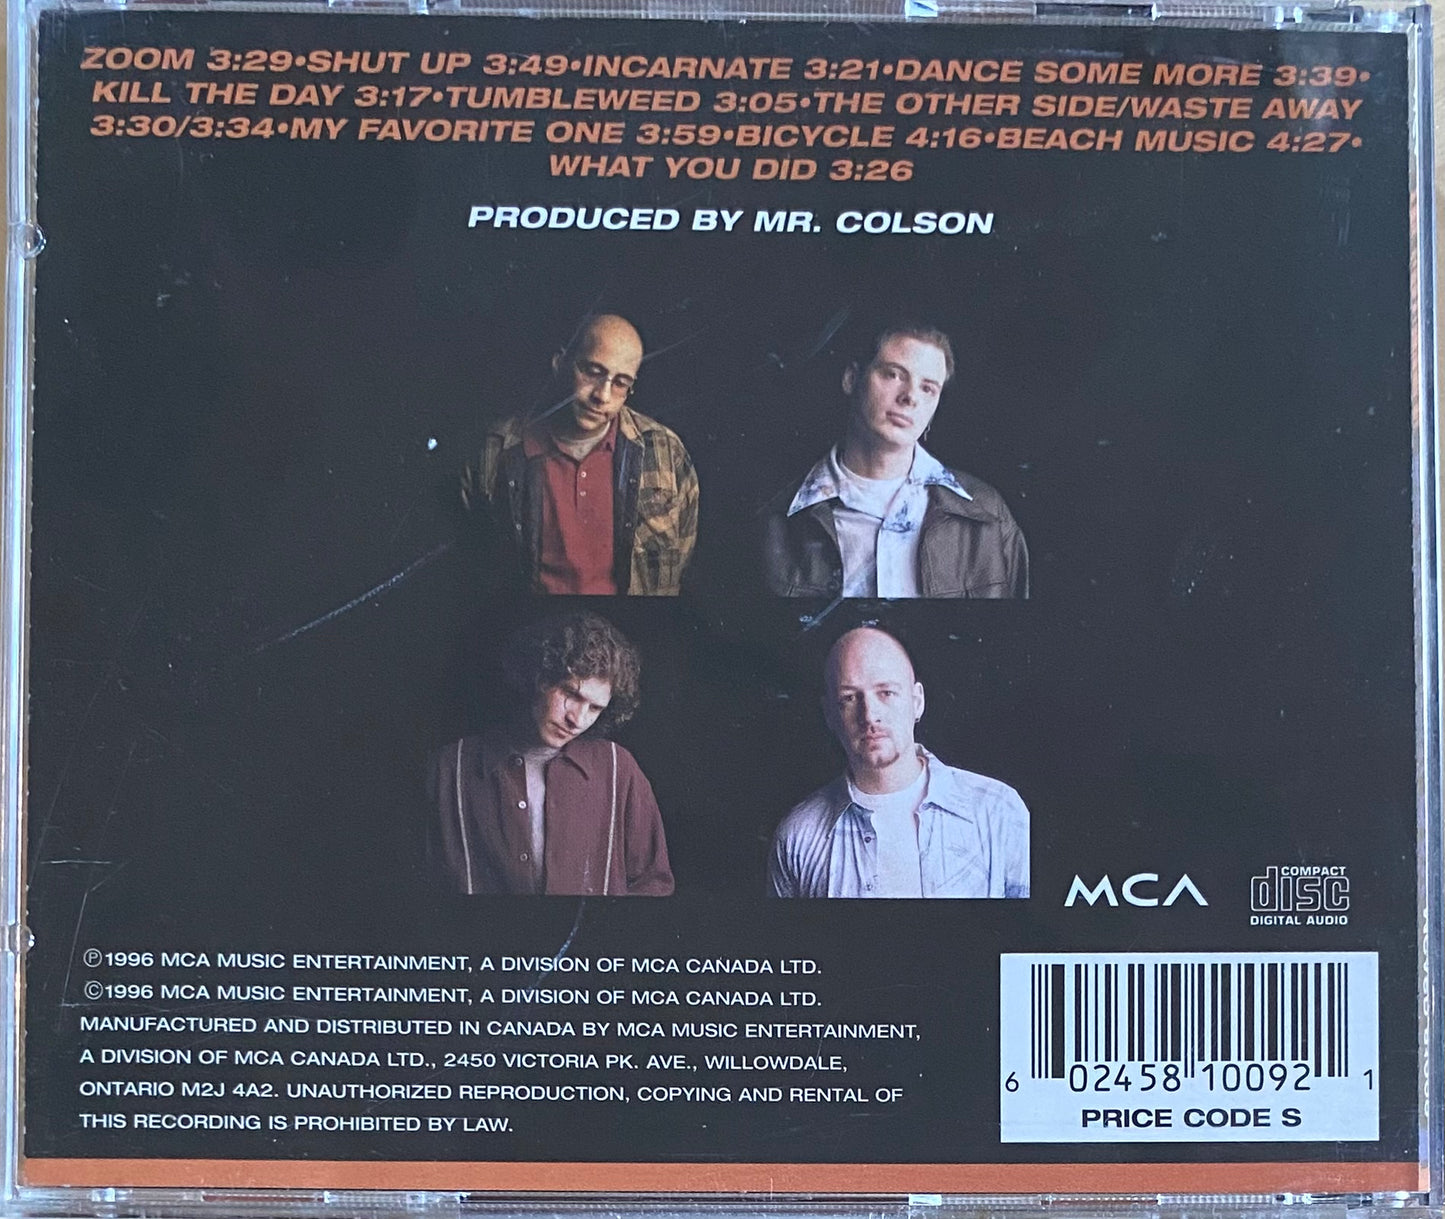 ZOOM 3:29•SHUT UP 3:49•INCARNATE 3:21•DANCE SOME MORE 3:39•
KILL THE DAY 3:17•TUMBLEWEED 3:05•THE OTHER SIDE/WASTE AWAY
3:30/3:34•MY FAVORITE ONE 3:59•BICYCLE 4:16•BEACH MUSIC 4:27•
WHAT YOU DID 3:26
PRODUCED BY MR. COLSON
MCA
COMPACT
disc
DIGITAL AUDIO
℗1996 MCA MUSIC ENTERTAINMENT, A DIVISION OF MCA CANADA LTD.
©1996 MCA MUSIC ENTERTAINMENT, A DIVISION OF MCA CANADA LTD.
MANUFACTURED AND DISTRIBUTED IN CANADA BY MCA MUSIC ENTERTAINMENT,
A DIVISION OF MCA CANADA LTD., 2450 VICTORIA PK. AVE., WILLOWDALE,
ONTARIO M2J 4A2. UNAUTHORIZED REPRODUCTION, COPYING AND RENTAL OF
THIS RECORDING IS PROHIBITED BY LAW.
6 02458 10092 1
PRICE CODE S